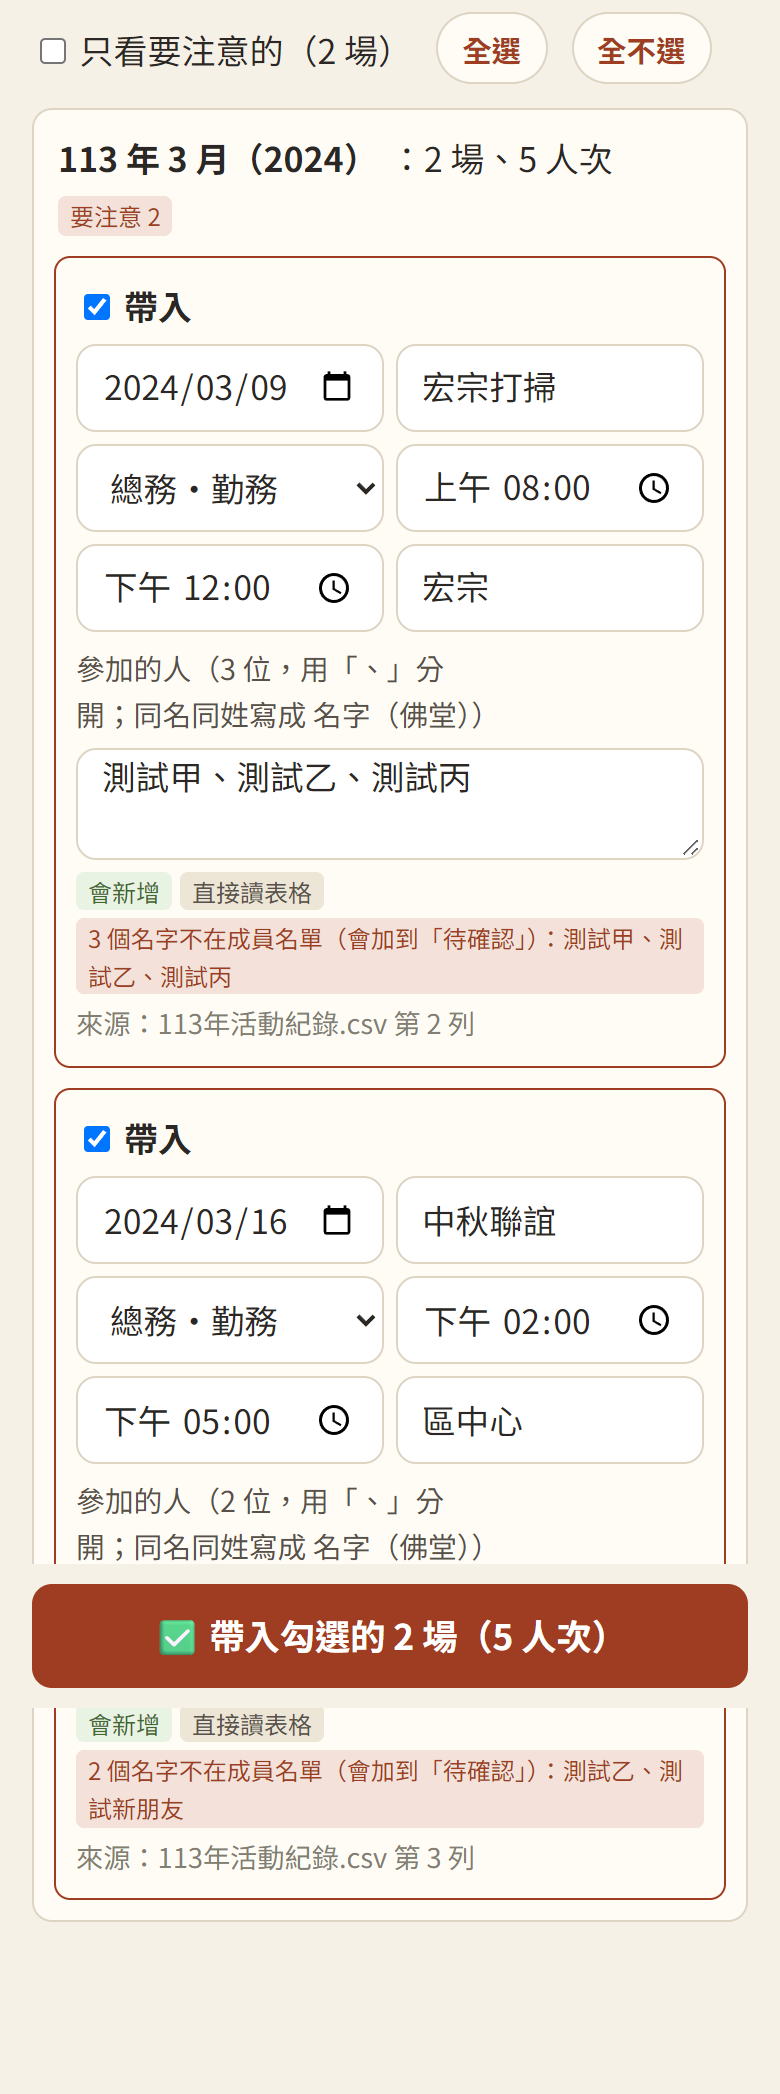 只看要注意的（2 場）
全選
全不選
113 年 3 月（2024）：2 場、5 人次
要注意 2
帶入
2024/03/09
宏宗打掃
總務・勤務
上午 08:00
下午 12:00
宏宗
參加的人（3 位，用「、」分
開；同名同姓寫成 名字（佛堂））
測試甲、測試乙、測試丙
會新增
直接讀表格
3 個名字不在成員名單（會加到「待確認」）：測試甲、測
試乙、測試丙
來源：113年活動紀錄.csv 第 2 列
帶入
2024/03/16
中秋聯誼
總務・勤務
下午 02:00
下午 05:00
區中心
參加的人（2 位，用「、」分
開；同名同姓寫成 名字（佛堂））
帶入勾選的 2 場（5 人次）
會新增
直接讀表格
2 個名字不在成員名單（會加到「待確認」）：測試乙、測
試新朋友
來源：113年活動紀錄.csv 第 3 列